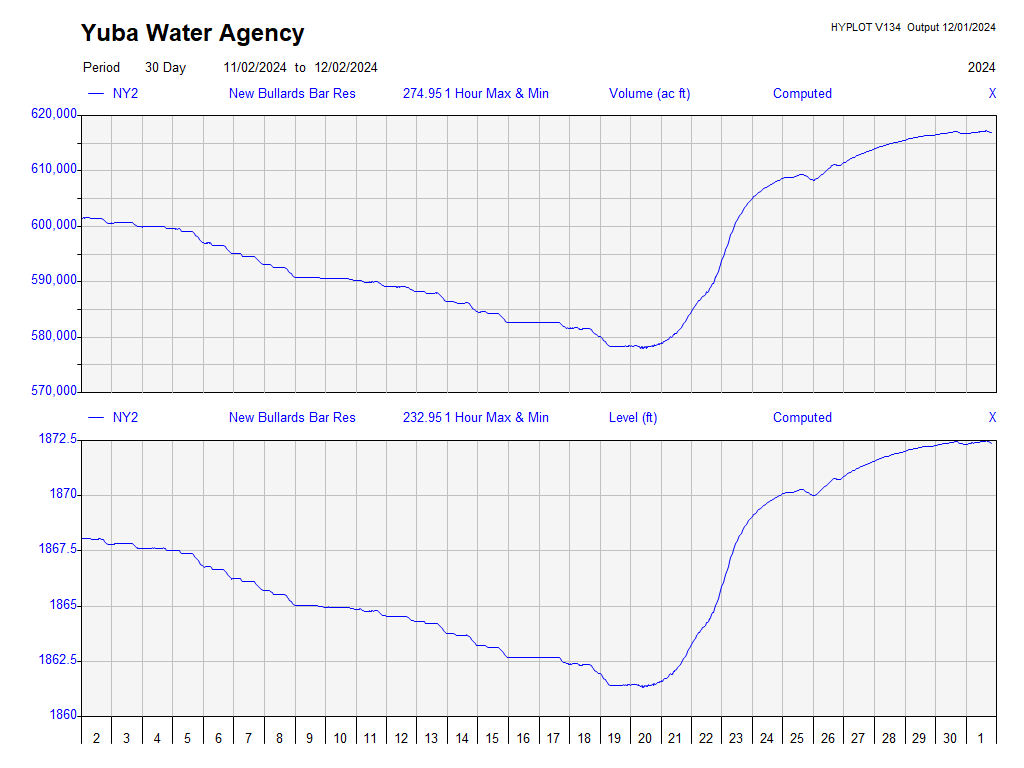 Yuba Water Agency
HYPLOT V134 Output 12/01/2024
Period 30 Day 11/02/2024 to 12/02/2024 2024
NY2 New Bullards Bar Res 274.95 1 Hour Max & Min Volume (ac ft) Computed X
620,000
610,000
600,000
590,000
580,000
570,000
NY2 New Bullards Bar Res 232.95 1 Hour Max & Min Level (ft) Computed X
1872.5
1870
1867.5
1865
1862.5
1860
2 3 4 5 6 7 8 9 10 11 12 13 14 15 16 17 18 19 20 21 22 23 24 25 26 27 28 29 30 1